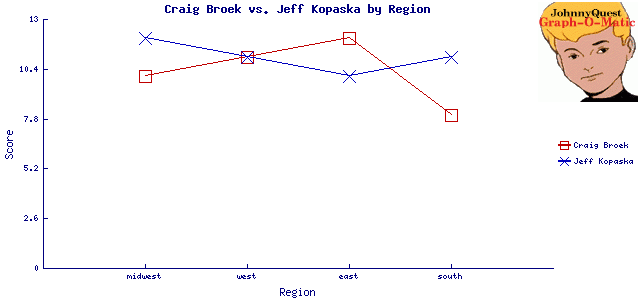 Craig Broek vs. Jeff Kopaska by Region
JohnnyQuest
Graph-O-Matic
13
10.4
7.8
5.2
2.6
0
Score
midwest west east south
Region
Craig Broek
Jeff Kopaska